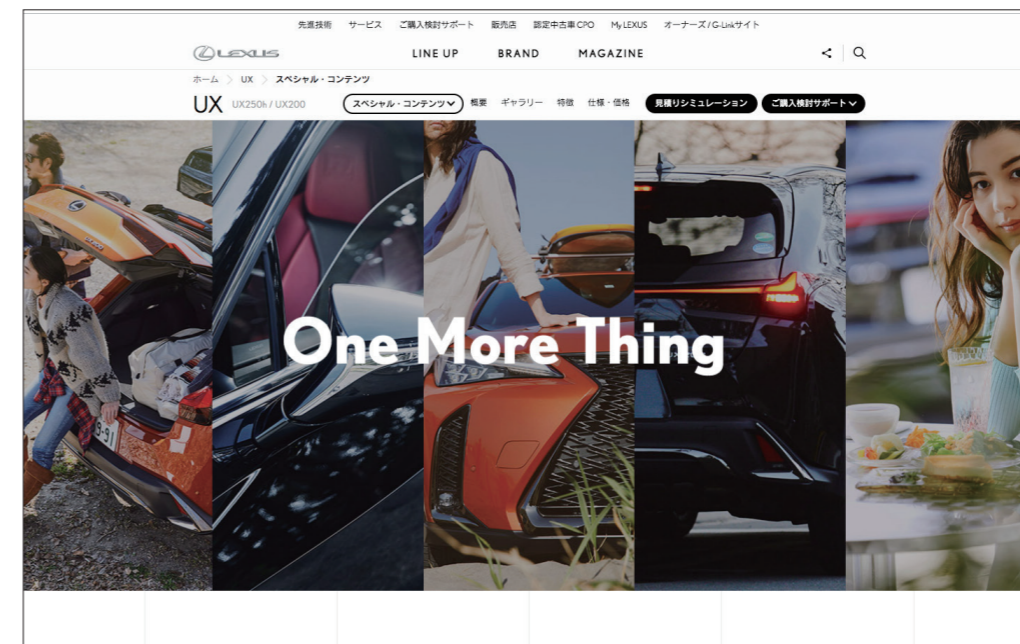 先進技術 サービス ご購入検討サポート 販売店 認定中古車 CPO My LEXUS オーナーズ / G-Linkサイト
LEXUS LINE UP BRAND MAGAZINE
ホーム > UX > スペシャル・コンテンツ
UX UX250h / UX200 スペシャル・コンテンツ 概要 ギャラリー 特徴 仕様・価格 見積りシミュレーション ご購入検討サポート
One More Thing